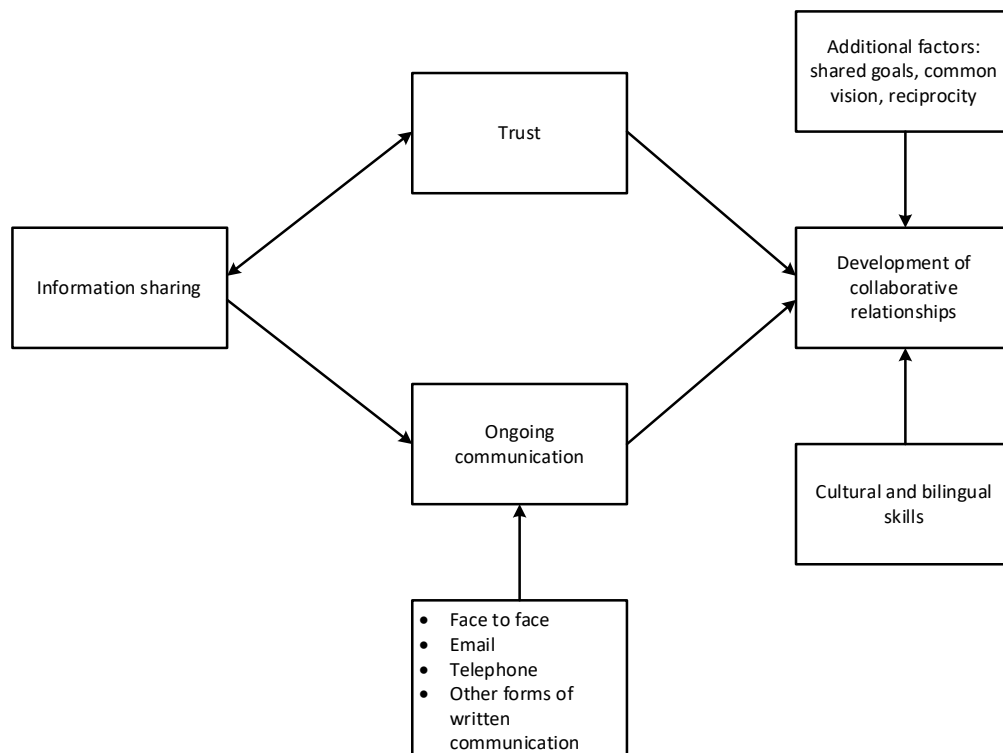 Additional factors:
shared goals, common
vision, reciprocity
Trust
Information sharing
Development of
collaborative
relationships
Ongoing
communication
Cultural and bilingual
skills
• Face to face
• Email
• Telephone
• Other forms of
written
communication